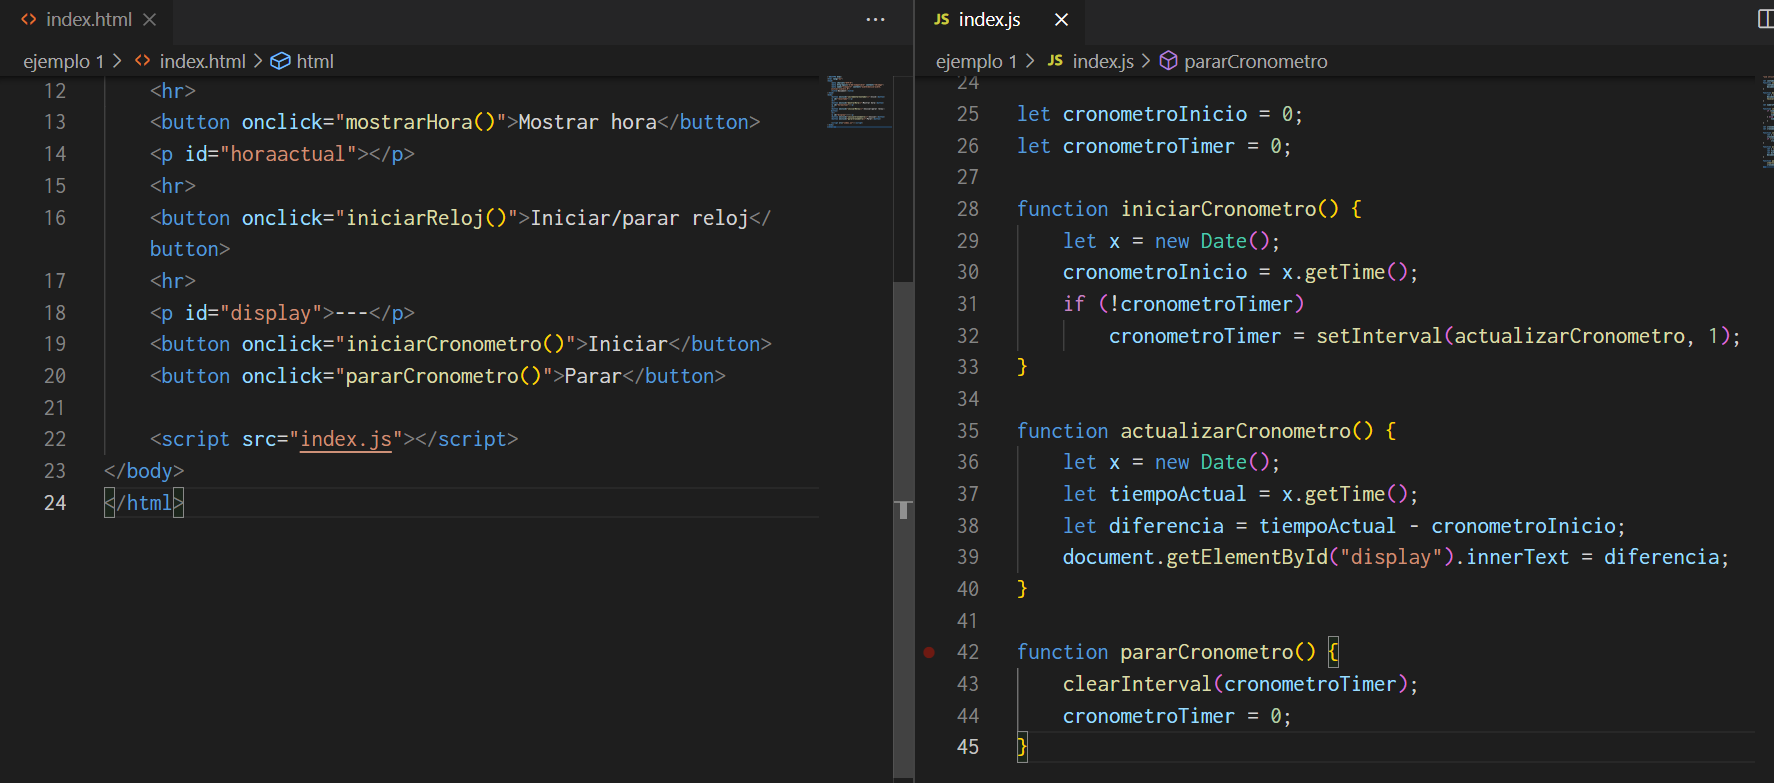 index.html
ejemplo 1 > index.html > html
12 <hr>
13 <button onclick="mostrarHora()">Mostrar hora</button>
14 <p id="horaactual"></p>
15 <hr>
16 <button onclick="iniciarReloj()">Iniciar/parar reloj</
button>
17 <hr>
18 <p id="display">---</p>
19 <button onclick="iniciarCronometro()">Iniciar</button>
20 <button onclick="pararCronometro()">Parar</button>
21
22 <script src="index.js"></script>
23 </body>
24 </html>
JS index.js
ejemplo 1 > JS index.js > pararCronometro
24
25 let cronometroInicio = 0;
26 let cronometroTimer = 0;
27
28 function iniciarCronometro() {
29 let x = new Date();
30 cronometroInicio = x.getTime();
31 if (!cronometroTimer)
32 cronometroTimer = setInterval(actualizarCronometro, 1);
33 }
34
35 function actualizarCronometro() {
36 let x = new Date();
37 let tiempoActual = x.getTime();
38 let diferencia = tiempoActual - cronometroInicio;
39 document.getElementById("display").innerText = diferencia;
40 }
41
42 function pararCronometro() {
43 clearInterval(cronometroTimer);
44 cronometroTimer = 0;
45 }